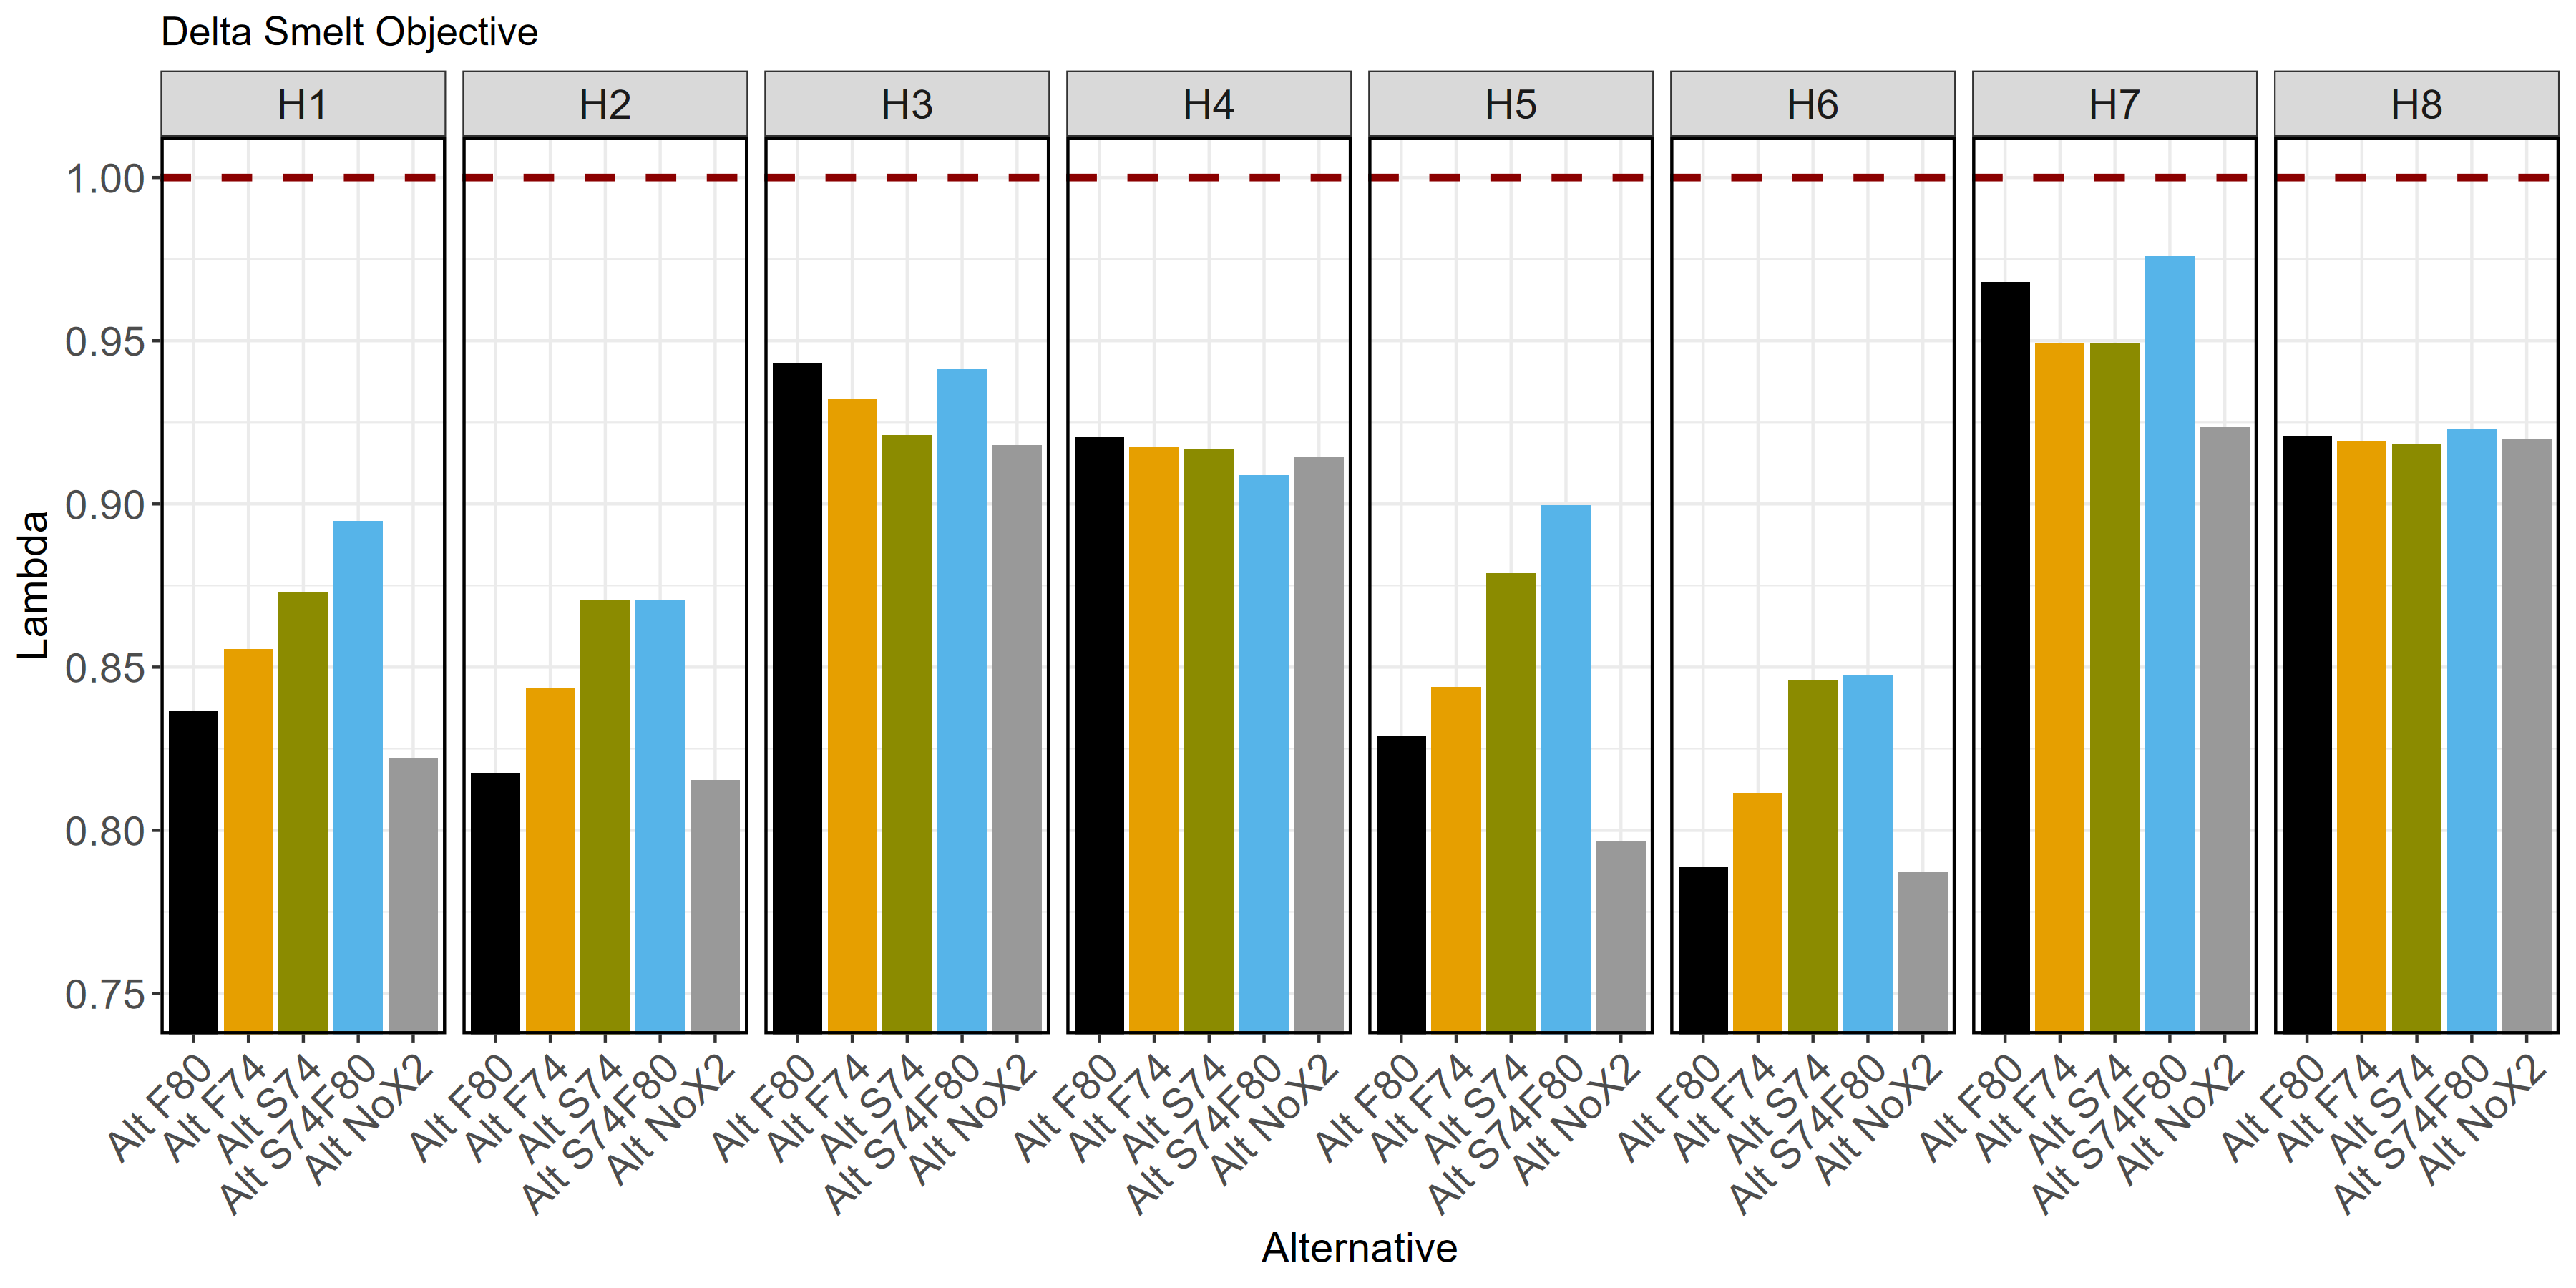 Delta Smelt Objective
H1 H2 H3 H4 H5 H6 H7 H8
1.00
0.95
0.90
0.85
0.80
0.75
Lambda
Alt F80 Alt F74 Alt S74 Alt S74F80 Alt NoX2 Alt F80 Alt F74 Alt S74 Alt S74F80 Alt NoX2 Alt F80 Alt F74 Alt S74 Alt S74F80 Alt NoX2 Alt F80 Alt F74 Alt S74 Alt S74F80 Alt NoX2 Alt F80 Alt F74 Alt S74 Alt S74F80 Alt NoX2 Alt F80 Alt F74 Alt S74 Alt S74F80 Alt NoX2 Alt F80 Alt F74 Alt S74 Alt S74F80 Alt NoX2 Alt F80 Alt F74 Alt S74 Alt S74F80 Alt NoX2
Alternative